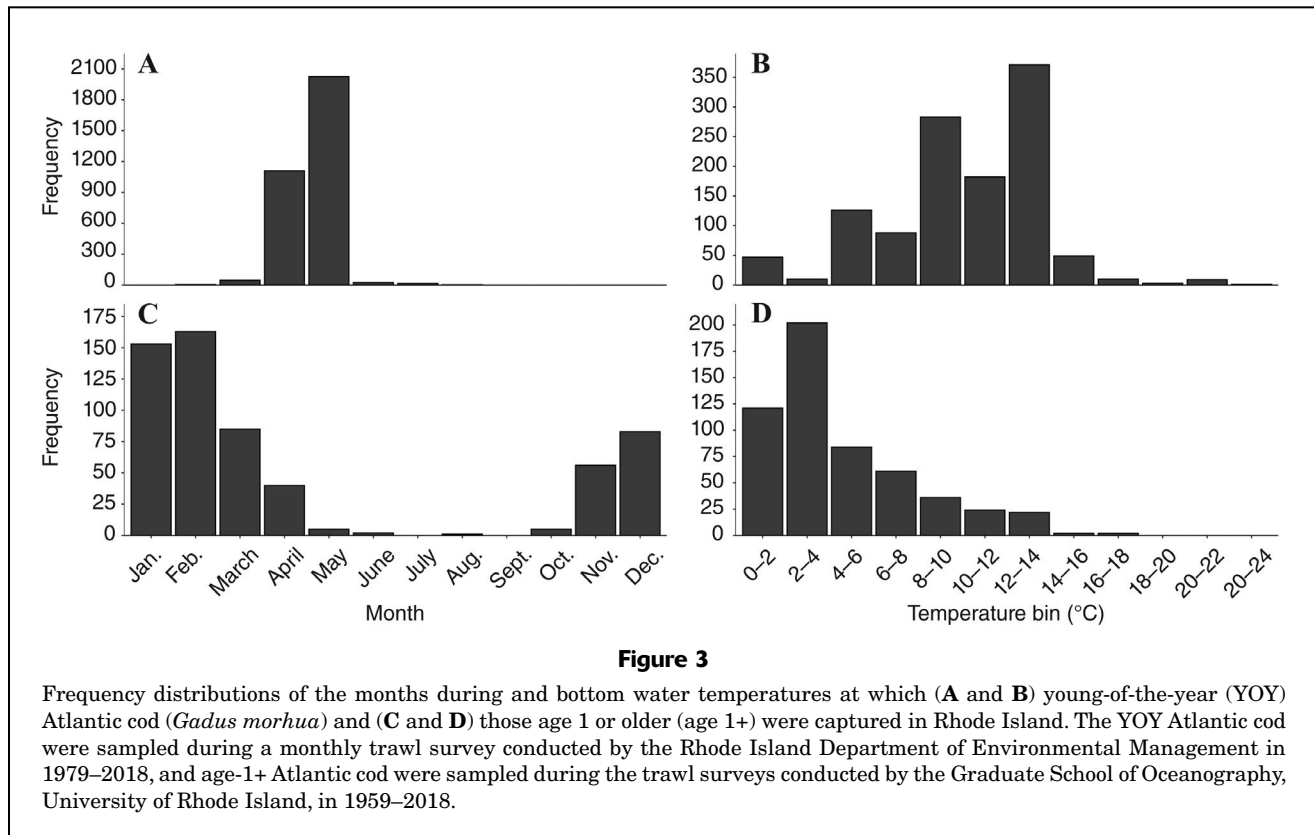 A
2100
1800
1500
1200
900
600
300
0
Frequency
B
350
300
250
200
150
100
50
0
C
175
150
125
100
75
50
25
0
Frequency
Jan. Feb. March April May June July Aug. Sept. Oct. Nov. Dec.
Month
D
200
175
150
125
100
75
50
25
0
0–2 2–4 4–6 6–8 8–10 10–12 12–14 14–16 16–18 18–20 20–22 20–24
Temperature bin (°C)
Figure 3
Frequency distributions of the months during and bottom water temperatures at which (A and B) young-of-the-year (YOY)
Atlantic cod (Gadus morhua) and (C and D) those age 1 or older (age 1+) were captured in Rhode Island. The YOY Atlantic cod
were sampled during a monthly trawl survey conducted by the Rhode Island Department of Environmental Management in
1979–2018, and age-1+ Atlantic cod were sampled during the trawl surveys conducted by the Graduate School of Oceanography,
University of Rhode Island, in 1959–2018.